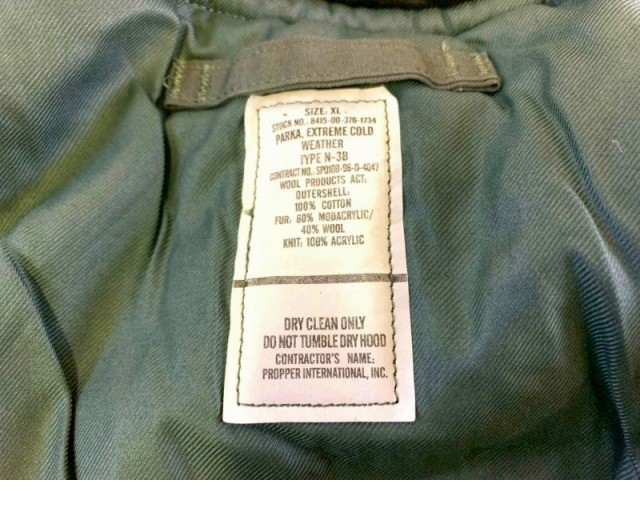 SIZE: XL
STOCK NO.: 8415-00-376-1734
PARKA, EXTREME COLD
WEATHER
TYPE N-3B
CONTRACT NO.: SPO100-96-D-4047
WOOL PRODUCTS ACT:
OUTERSHELL:
100% COTTON
FUR: 60% MODACRYLIC/
40% WOOL
KNIT: 100% ACRYLIC
DRY CLEAN ONLY
DO NOT TUMBLE DRY HOOD
CONTRACTOR'S NAME:
PROPPER INTERNATIONAL, INC.